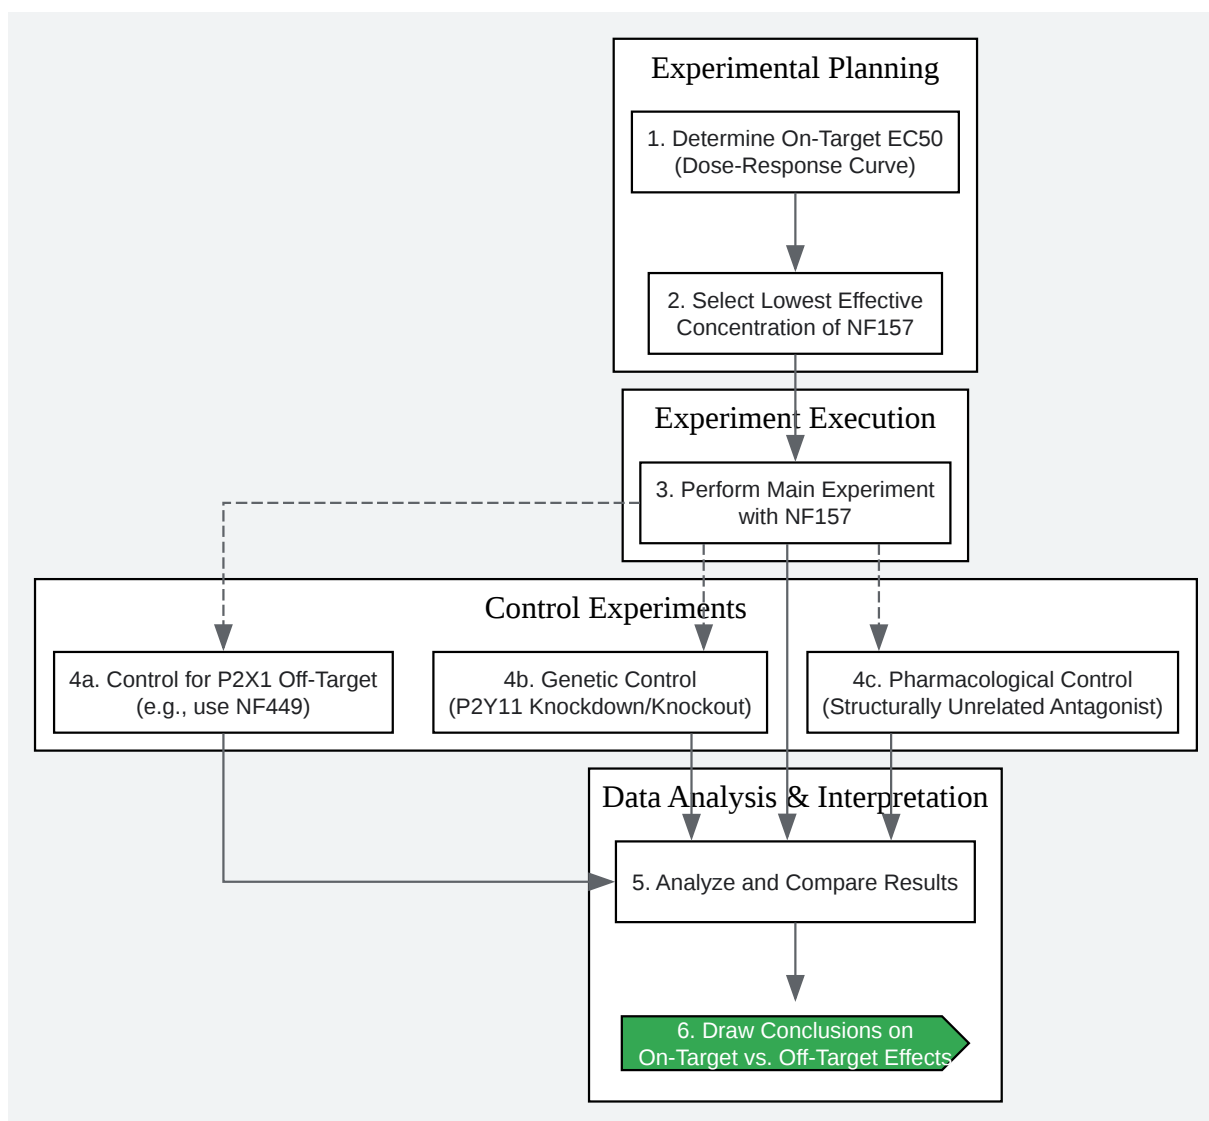 Experimental Planning
1. Determine On-Target EC50
(Dose-Response Curve)
2. Select Lowest Effective
Concentration of NF157
Experiment Execution
3. Perform Main Experiment
with NF157
Control Experiments
4a. Control for P2X1 Off-Target
(e.g., use NF449)
4b. Genetic Control
(P2Y11 Knockdown/Knockout)
4c. Pharmacological Control
(Structurally Unrelated Antagonist)
Data Analysis & Interpretation
5. Analyze and Compare Results
6. Draw Conclusions on
On-Target vs. Off-Target Effects